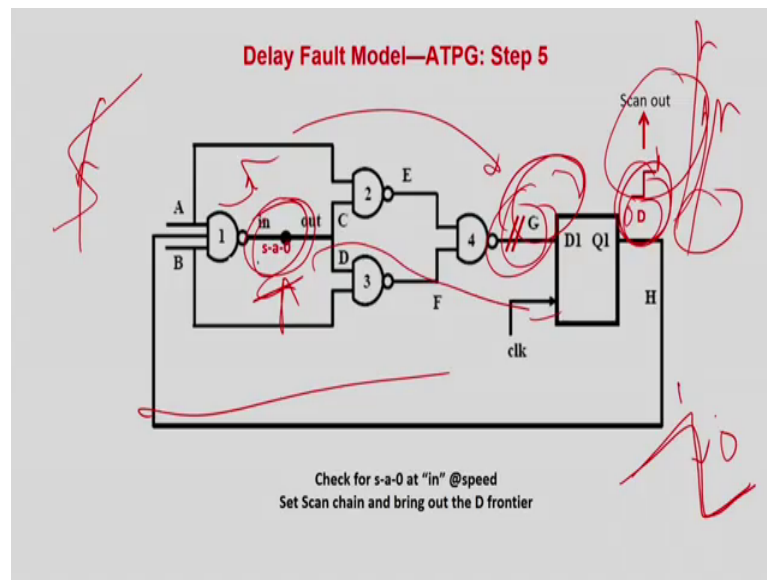 Delay Fault Model—ATPG: Step 5
Scan out
A
B
1
in
out
s-a-0
C
D
2
3
E
F
4
G
D1 Q1
D
H
clk
Check for s-a-0 at “in” @speed
Set Scan chain and bring out the D frontier